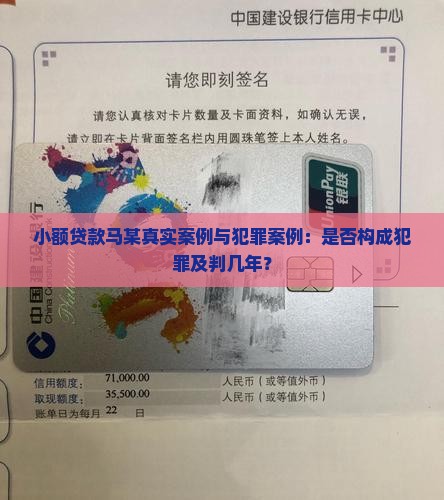 中国建设银行信用卡中心
请您即刻签名
请您认真核对卡片数量及卡面资料，如确认无误，
请立即在卡片背面签名栏内用圆珠笔签上本人姓名。
UnionPay
银联
小额贷款马某真实案例与犯罪案例：是否构成犯
罪及判几年？
中国建设银行
China Construction Bank
Platinum
信用额度： 71,000.00 人民币（或等值外币）
取现额度： 35,500.00 人民币（或等值外币）
账单日为每月 22 日